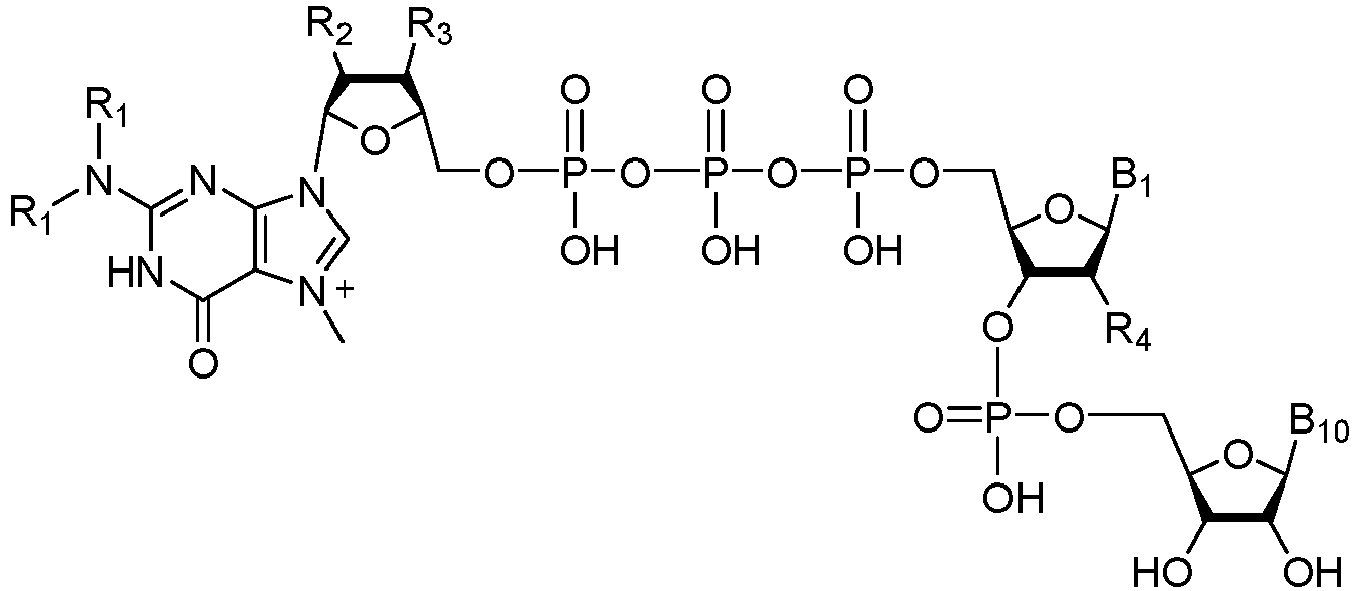 R2 R3
R1 O O O
R1 N N N O O P O P O P O O B1
HN N+ OH OH OH
O O R4
O=P O O B10
OH
HO OH